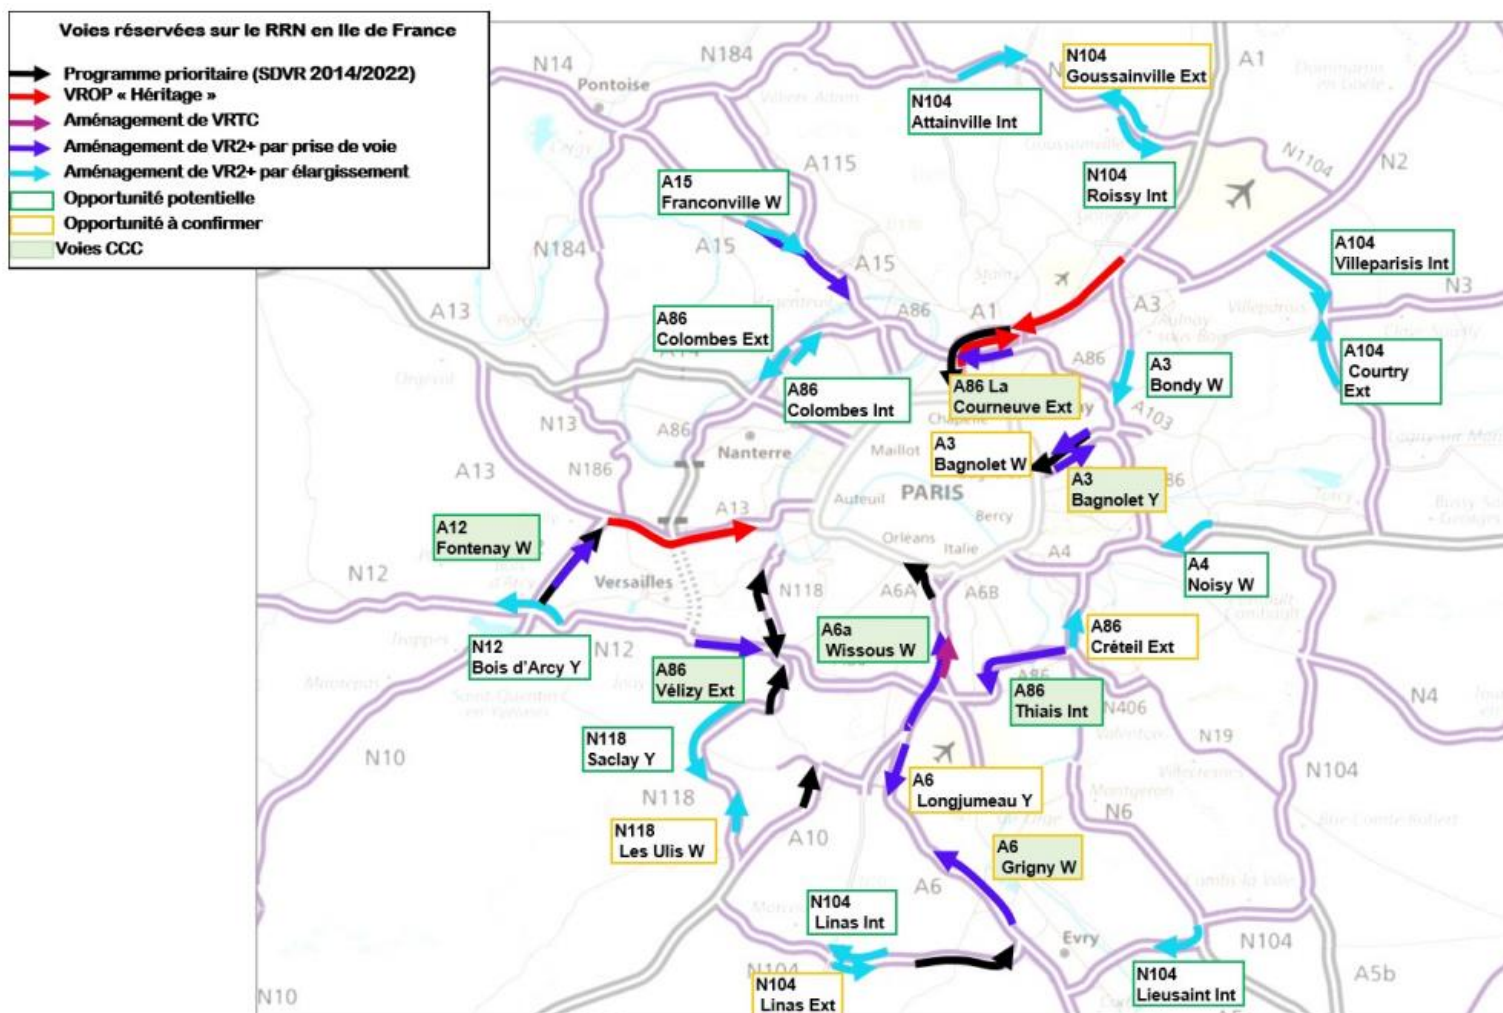 Voies réservées sur le RRN en Ile de France
Programme prioritaire (SDVR 2014/2022)
VROP « Héritage »
Aménagement de VRTC
Aménagement de VR2+ par prise de voie
Aménagement de VR2+ par élargissement
Opportunité potentielle
Opportunité à confirmer
Voies CCC
N184
N14
Pontoise
N104
Goussainville Ext
A1
N104
Attainville Int
N1104
N2
A115
N104
Roissy Int
A15
Franconville W
N184
A15
A15
A104
Villeparisis Int
N3
A13
A86
Colombes Ext
A86
A1
A3
A86
A3
Bondy W
A104
Courtry
Ext
A86
Colombes Int
A86 La
Courneuve Ext
A103
N13
A86
Nanterre
Maillot
Chapelle
A3
Bagnolet W
A13
N186
A3
Bagnolet Y
86
Auteuil
PARIS
Bercy
A13
A12
Fontenay W
Orléans
Italie
A4
A4
Noisy W
N12
Versailles
N118
A6A
A6B
N12
Bois d'Arcy Y
N12
A6a
Wissous W
A86
Créteil Ext
A86
Vélizy Ext
A86
A86
Thiais Int
N406
N4
N118
Saclay Y
N19
N10
N104
N118
A6
Longjumeau Y
N6
A10
N118
Les Ulis W
A6
Grigny W
A6
N104
Linas Int
Evry
N104
N104
N104
Linas Ext
N104
Lieusaint Int
A5b
N10